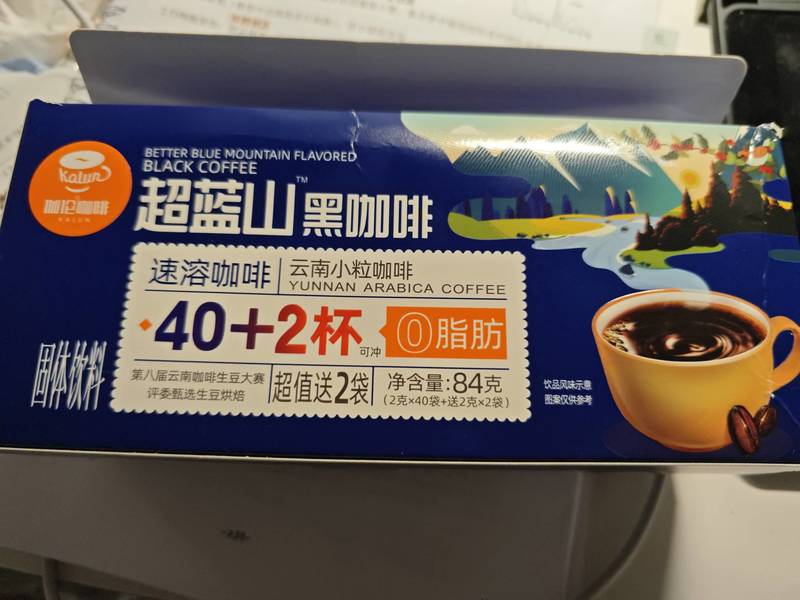 Kalun
咖伦咖啡
KALUN
BETTER BLUE MOUNTAIN FLAVORED
BLACK COFFEE
超蓝山™黑咖啡
速溶咖啡
云南小粒咖啡
YUNNAN ARABICA COFFEE
40+2杯
可冲
0脂肪
固体饮料
第八届云南咖啡生豆大赛
评委甄选生豆烘焙
超值送2袋
净含量:84克
(2克×40袋+送2克×2袋)
饮品风味示意
图案仅供参考